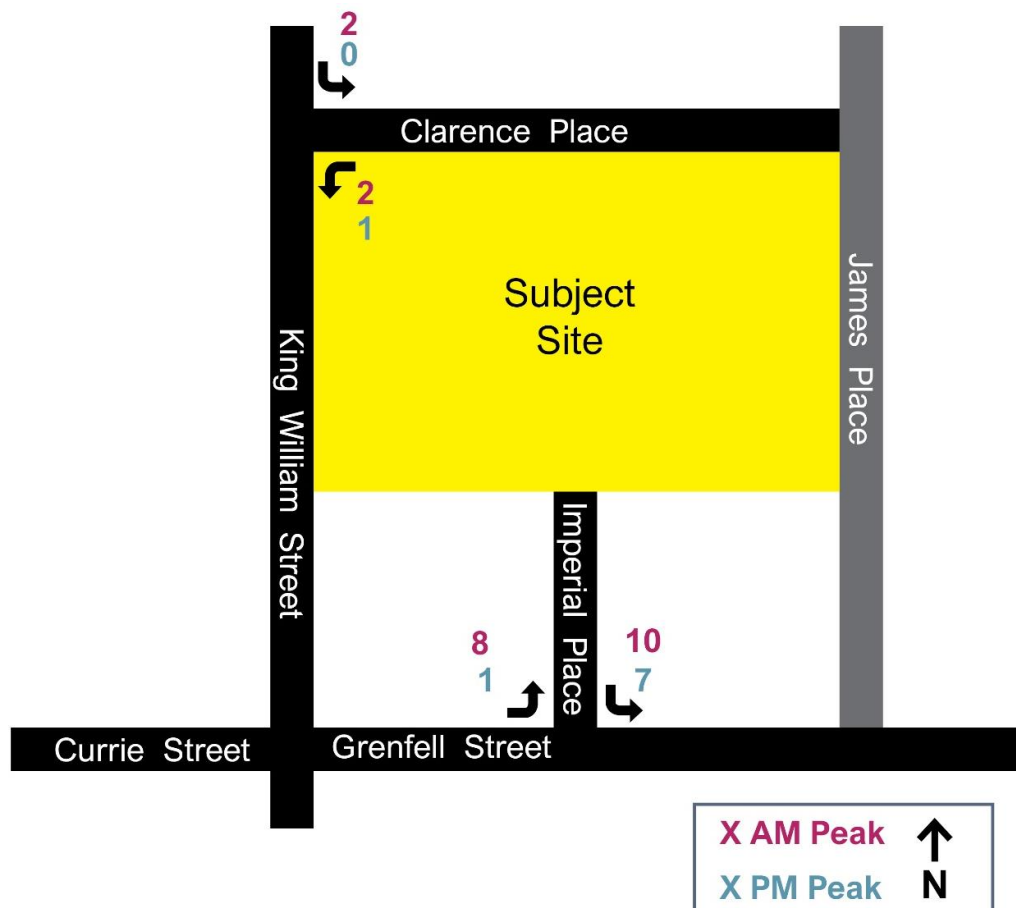 2
0
Clarence Place
2
1
Subject
Site
James Place
King William Street
Imperial Place
8
1
10
7
Currie Street
Grenfell Street
X AM Peak
X PM Peak
N